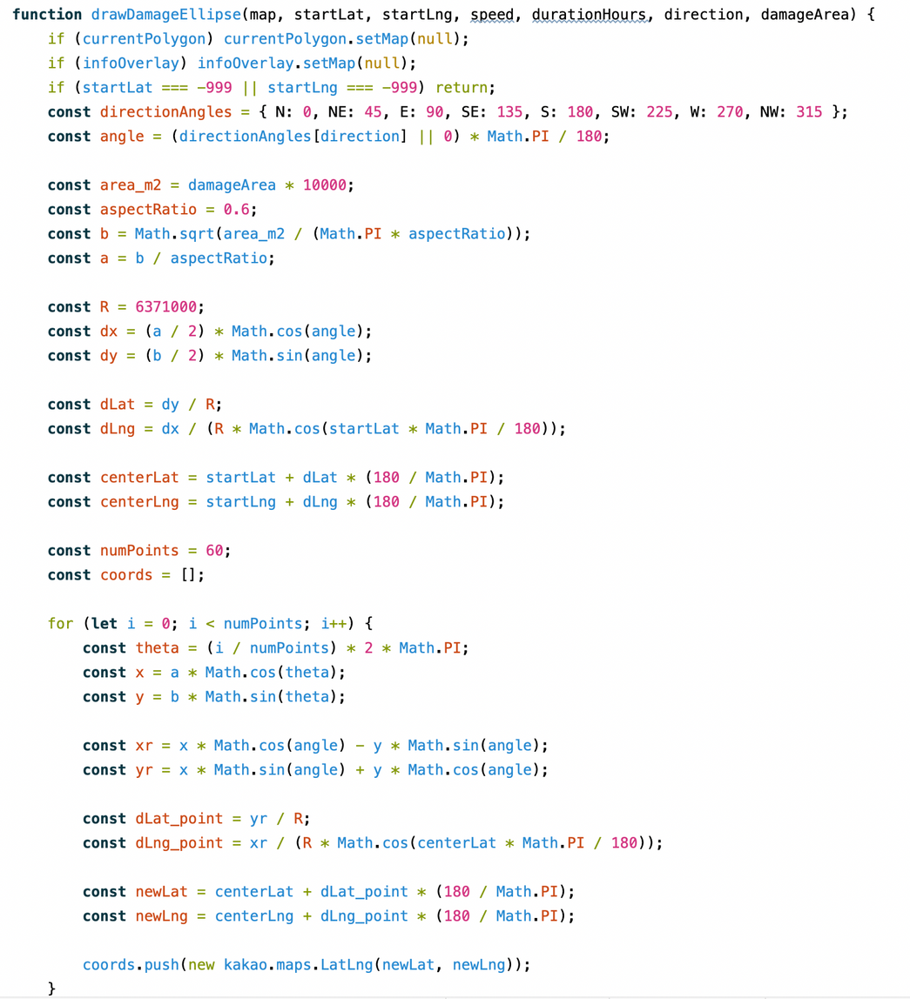 function drawDamageEllipse(map, startLat, startLng, speed, durationHours, direction, damageArea) {
    if (currentPolygon) currentPolygon.setMap(null);
    if (infoOverlay) infoOverlay.setMap(null);
    if (startLat === -999 || startLng === -999) return;
    const directionAngles = { N: 0, NE: 45, E: 90, SE: 135, S: 180, SW: 225, W: 270, NW: 315 };
    const angle = (directionAngles[direction] || 0) * Math.PI / 180;

    const area_m2 = damageArea * 10000;
    const aspectRatio = 0.6;
    const b = Math.sqrt(area_m2 / (Math.PI * aspectRatio));
    const a = b / aspectRatio;

    const R = 6371000;
    const dx = (a / 2) * Math.cos(angle);
    const dy = (b / 2) * Math.sin(angle);

    const dLat = dy / R;
    const dLng = dx / (R * Math.cos(startLat * Math.PI / 180));

    const centerLat = startLat + dLat * (180 / Math.PI);
    const centerLng = startLng + dLng * (180 / Math.PI);

    const numPoints = 60;
    const coords = [];

    for (let i = 0; i < numPoints; i++) {
        const theta = (i / numPoints) * 2 * Math.PI;
        const x = a * Math.cos(theta);
        const y = b * Math.sin(theta);

        const xr = x * Math.cos(angle) - y * Math.sin(angle);
        const yr = x * Math.sin(angle) + y * Math.cos(angle);

        const dLat_point = yr / R;
        const dLng_point = xr / (R * Math.cos(centerLat * Math.PI / 180));

        const newLat = centerLat + dLat_point * (180 / Math.PI);
        const newLng = centerLng + dLng_point * (180 / Math.PI);

        coords.push(new kakao.maps.LatLng(newLat, newLng));
    }